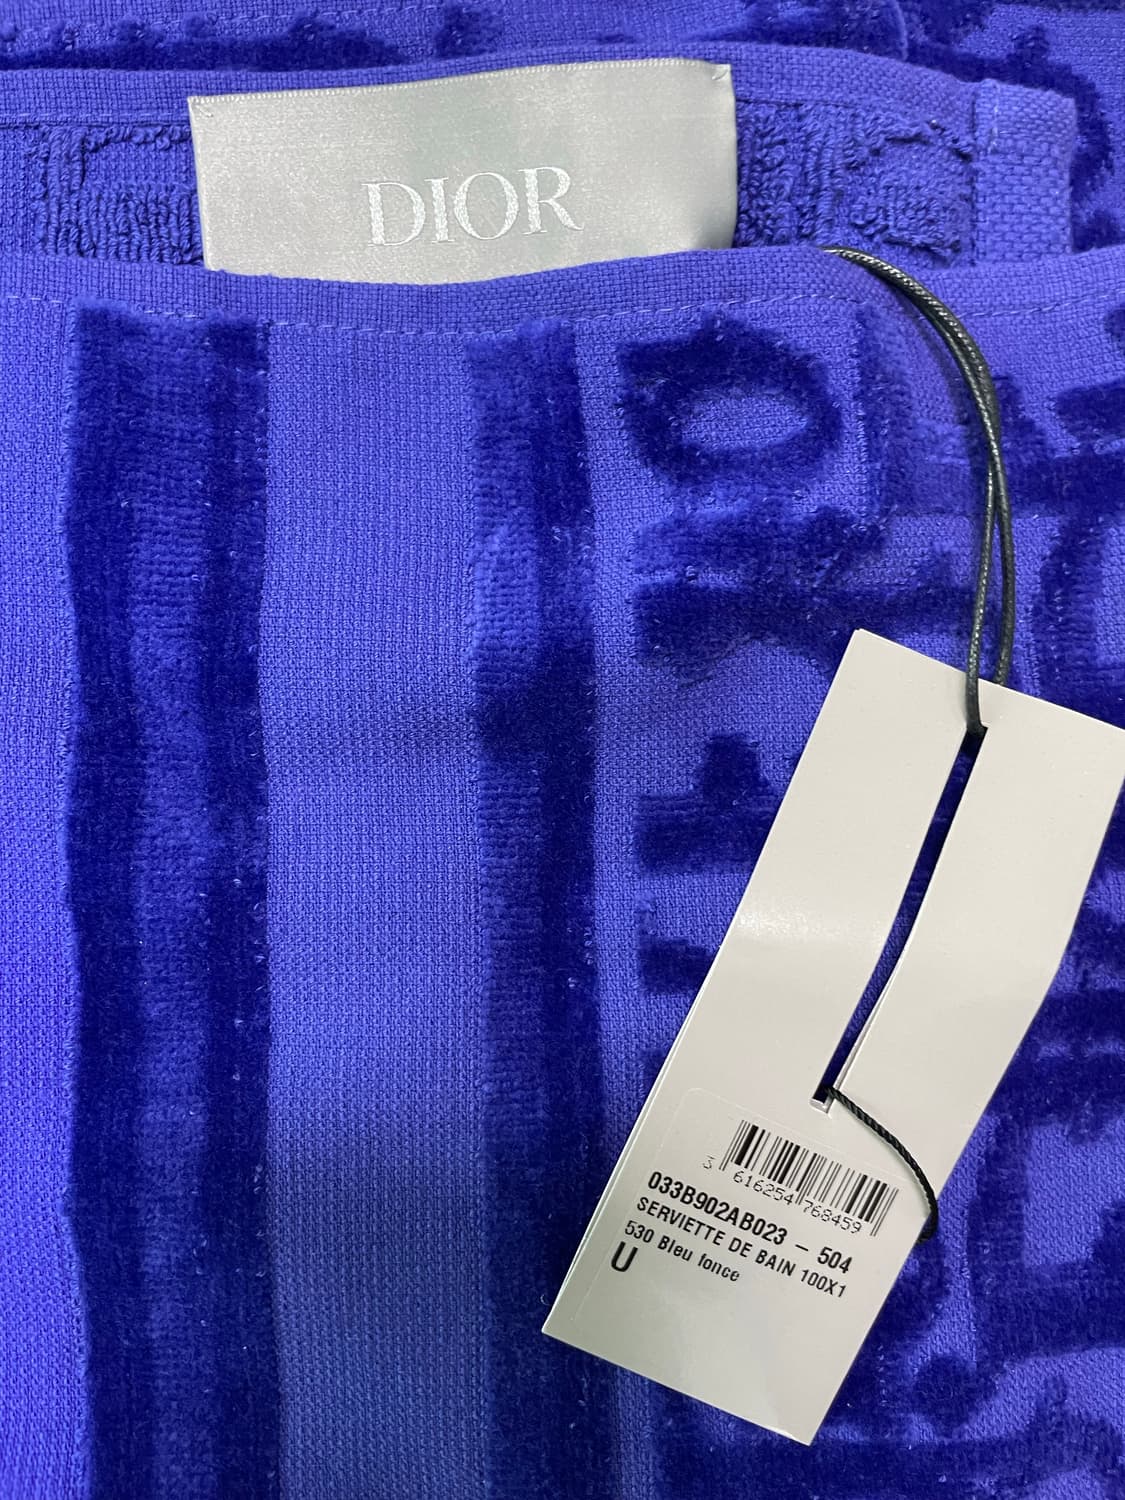 DIOR
3 616254 768459
033B902AB023 – 504
SERVIETTE DE BAIN 100X1
530 Bleu fonce
U